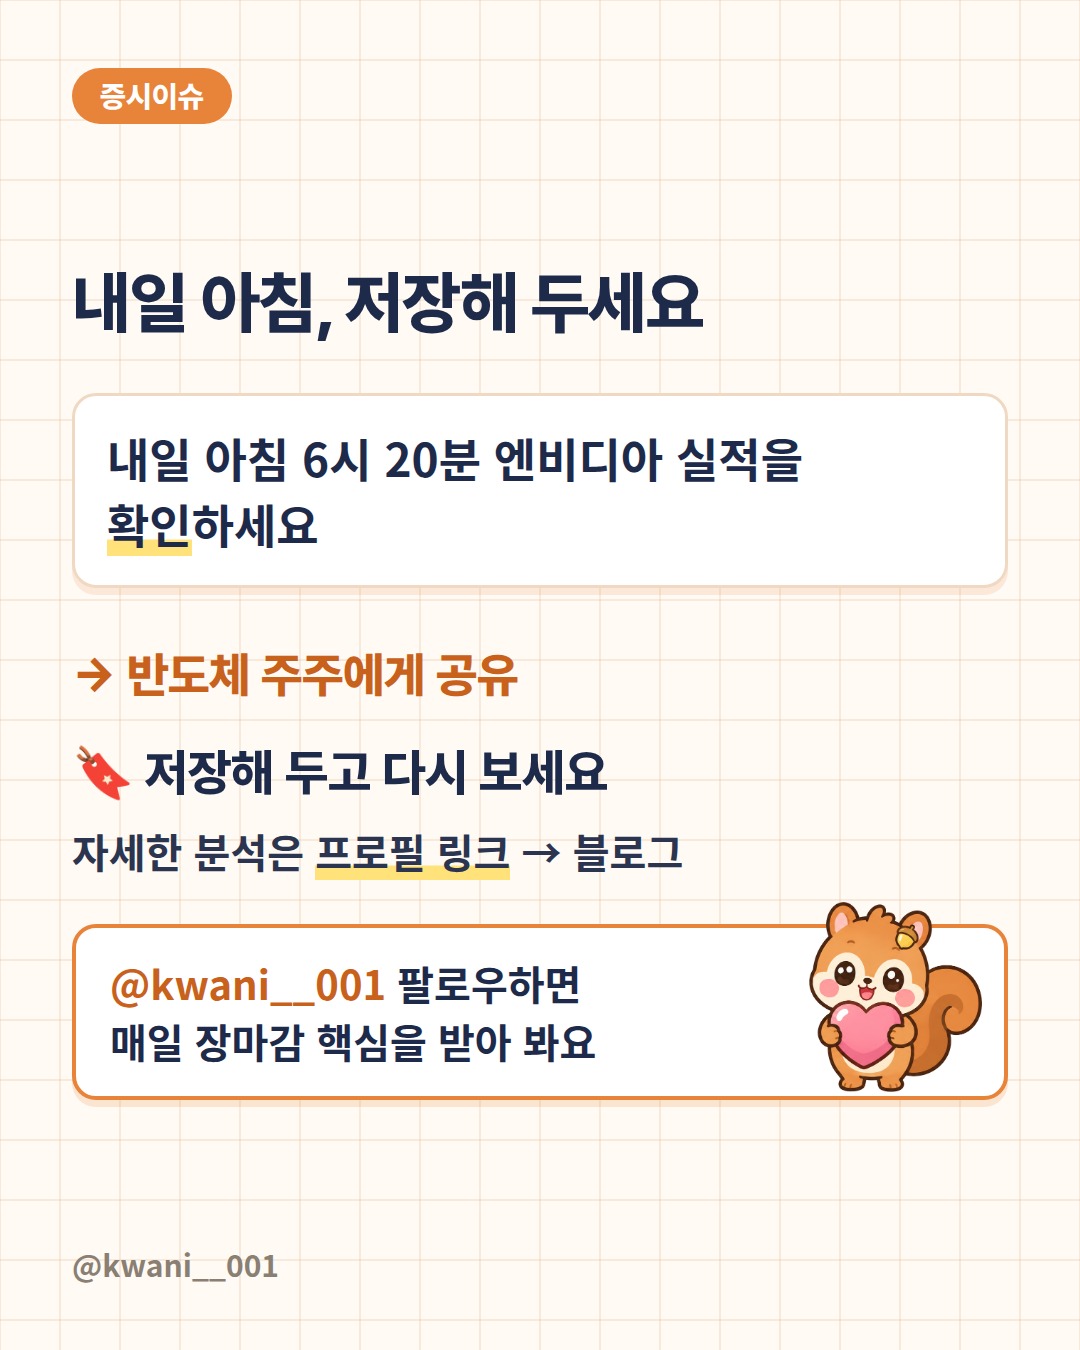 증시이슈
내일 아침, 저장해 두세요
내일 아침 6시 20분 엔비디아 실적을
확인하세요
→ 반도체 주주에게 공유
🔖 저장해 두고 다시 보세요
자세한 분석은 프로필 링크 → 블로그
@kwani__001 팔로우하면
매일 장마감 핵심을 받아 봐요
@kwani__001